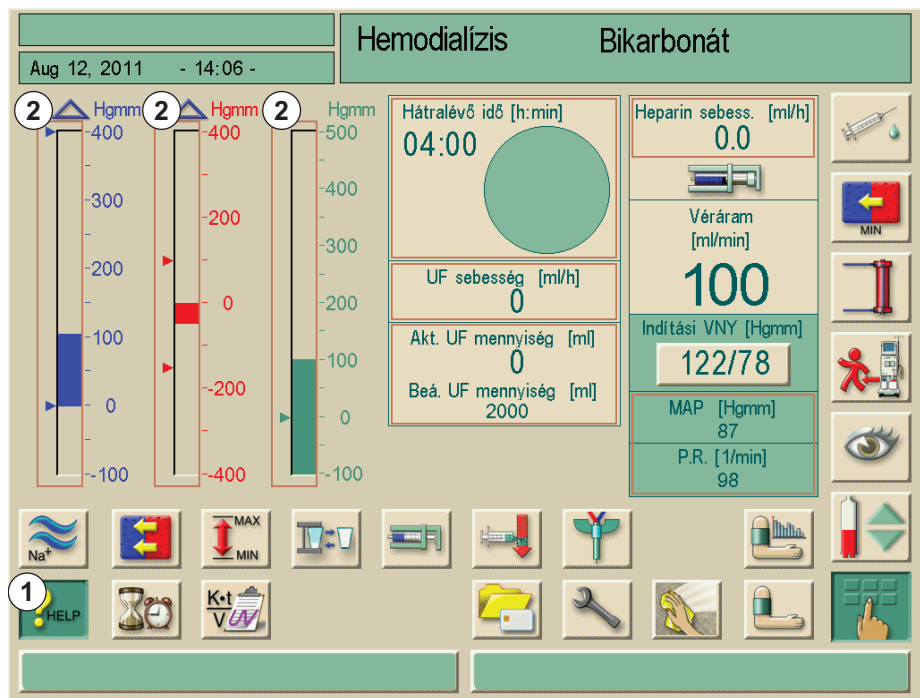 Hemodialízis Bikarbonát
Aug 12, 2011 - 14:06 -
2 Hgmm
400
300
200
100
0
-100
2 Hgmm
400
200
0
-200
-400
2 Hgmm
500
400
300
200
100
0
-100
Hátralévő idő [h:min]
04:00
UF sebesség [ml/h]
0
Akt. UF mennyiség [ml]
0
Beá. UF mennyiség [ml]
2000
Heparin sebess. [ml/h]
0.0
Véráram
[ml/min]
100
Indítási VNY [Hgmm]
122/78
MAP [Hgmm]
87
P.R. [1/min]
98
MIN
Na+
MAX
MIN
1
HELP
K•t
V